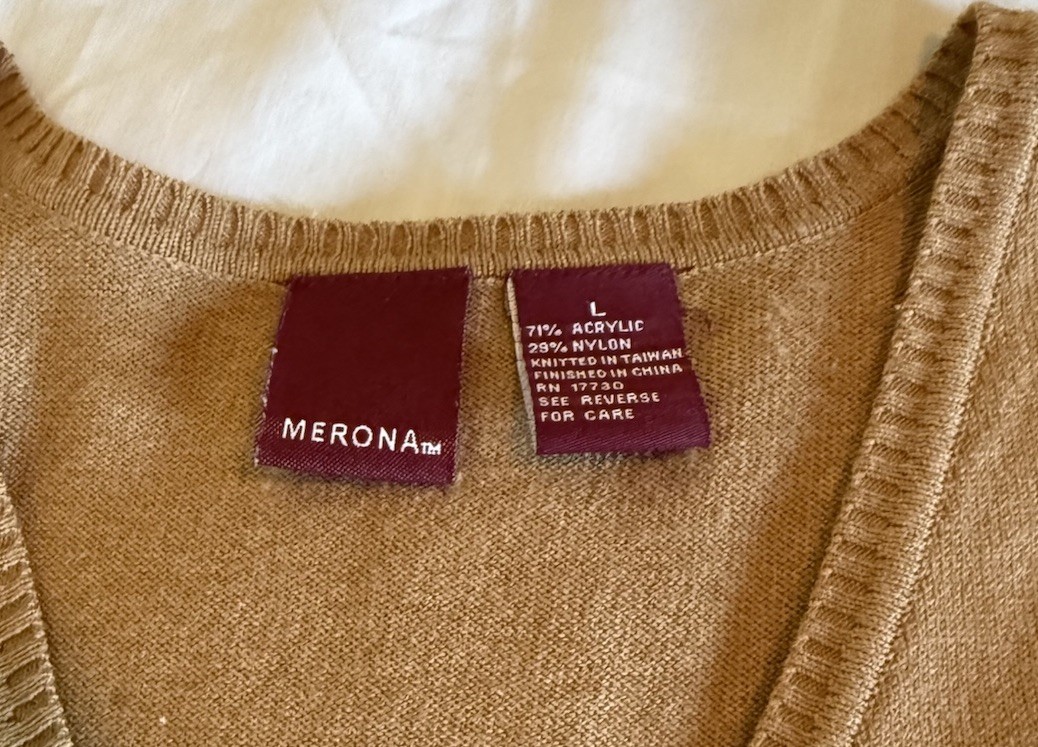 MERONA™
L
71% ACRYLIC
29% NYLON
KNITTED IN TAIWAN
FINISHED IN CHINA
RN 17730
SEE REVERSE
FOR CARE